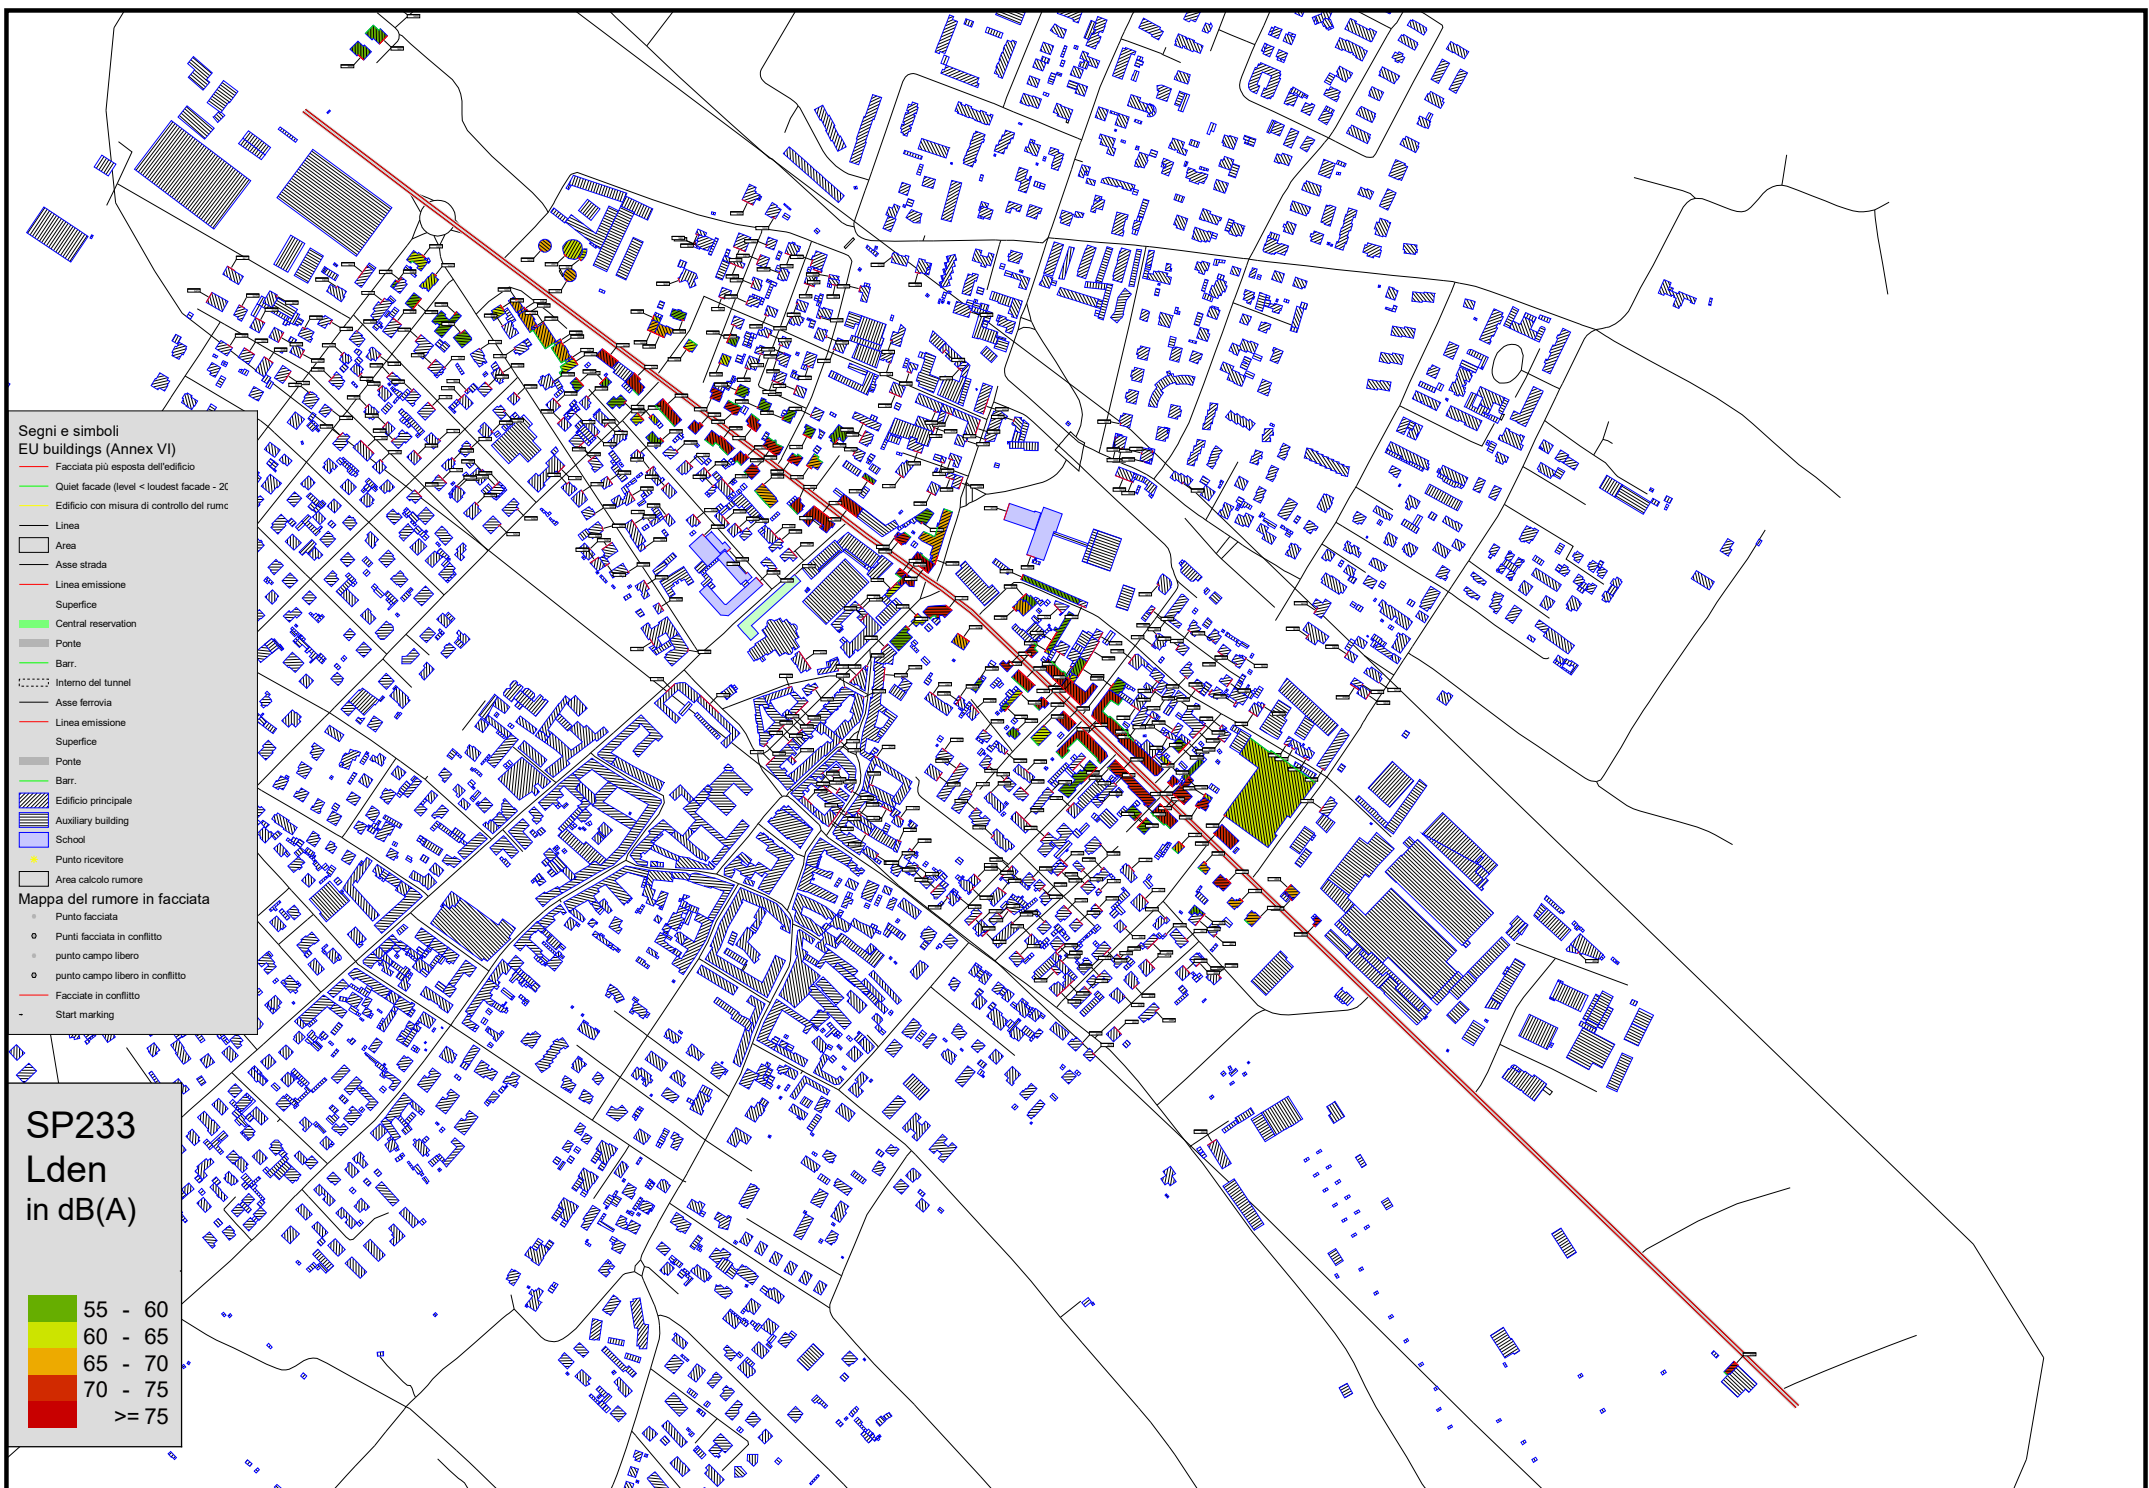 Segni e simboli
EU buildings (Annex VI)
Facciata più esposta dell'edificio
Quiet facade (level < loudest facade - 20
Edificio con misura di controllo del rumo
Linea
Area
Asse strada
Linea emissione
Superfice
Central reservation
Ponte
Barr.
Interno del tunnel
Asse ferrovia
Linea emissione
Superfice
Ponte
Barr.
Edificio principale
Auxiliary building
School
Punto ricevitore
Area calcolo rumore
Mappa del rumore in facciata
Punto facciata
Punti facciata in conflitto
punto campo libero
punto campo libero in conflitto
Facciate in conflitto
Start marking
SP233
Lden
in dB(A)
55 - 60
60 - 65
65 - 70
70 - 75
>= 75